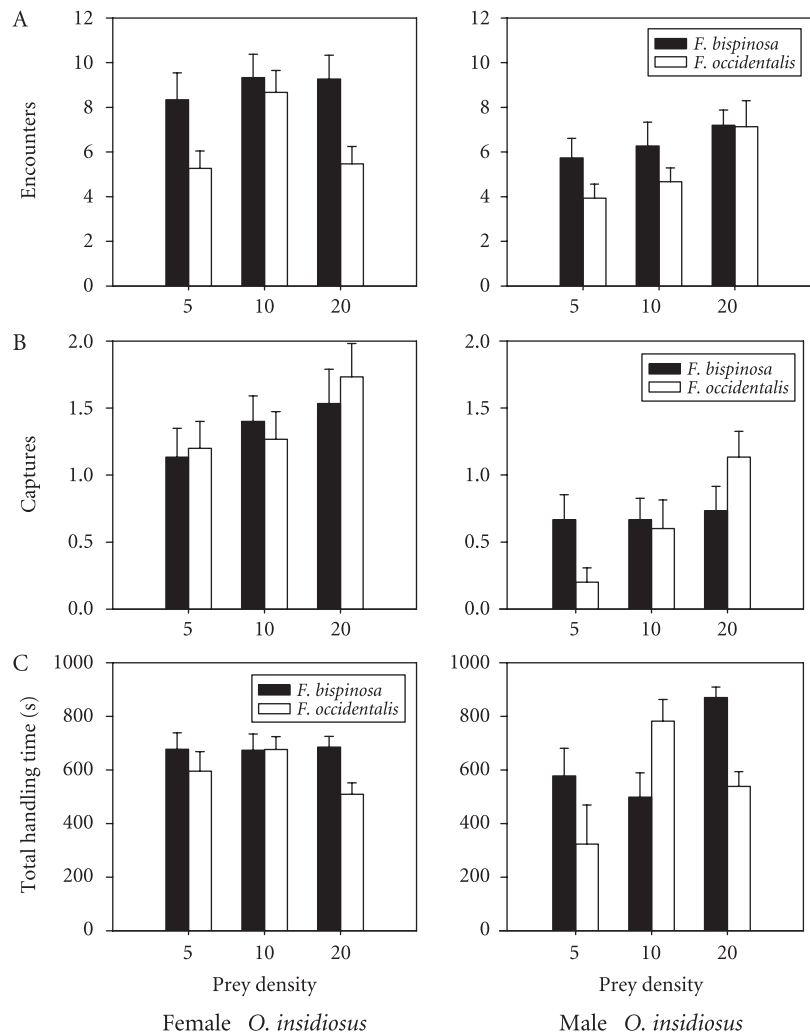 A
Encounters
12
10
8
6
4
2
0
5 10 20
12
10
8
6
4
2
0
F. bispinosa
F. occidentalis
5 10 20
B
Captures
2.0
1.5
1.0
0.5
0.0
5 10 20
2.0
1.5
1.0
0.5
0.0
F. bispinosa
F. occidentalis
5 10 20
C
Total handling time (s)
1000
800
600
400
200
0
F. bispinosa
F. occidentalis
5 10 20
Prey density
Female O. insidiosus
1000
800
600
400
200
0
5 10 20
Prey density
Male O. insidiosus